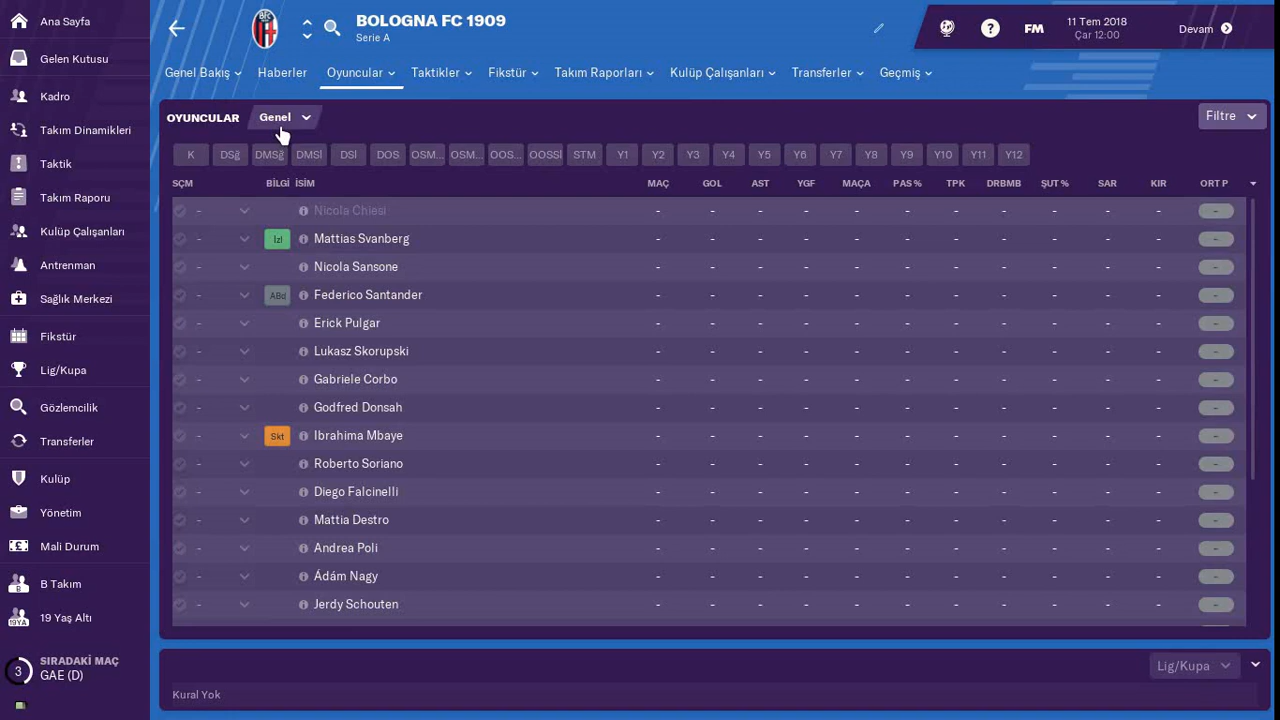 Ana Sayfa
Gelen Kutusu
Kadro
Takım Dinamikleri
Taktik
Takım Raporu
Kulüp Çalışanları
Antrenman
Sağlık Merkezi
Fikstür
Lig/Kupa
Gözlemcilik
Transferler
Kulüp
Yönetim
Mali Durum
B
B Takım
19YA
19 Yaş Altı
3
SIRADAKİ MAÇ
GAE (D)
BOLOGNA FC 1909
Serie A
FM
11 Tem 2018
Çar 12:00
Devam
Genel Bakış
Haberler
Oyuncular
Taktikler
Fikstür
Takım Raporları
Kulüp Çalışanları
Transferler
Geçmiş
OYUNCULAR
Genel
Filtre
K DSğ DMSğ DMSl DSl DOS OSM... OSM... OOS... OOSSl STM Y1 Y2 Y3 Y4 Y5 Y6 Y7 Y8 Y9 Y10 Y11 Y12
SÇM BİLGİ İSİM MAÇ GOL AST YGF MAÇA PAS % TPK DRBMB ŞUT % SAR KIR ORT P
- Nicola Chiesi - - - - - - - - - - - -
- İzl Mattias Svanberg - - - - - - - - - - - -
- Nicola Sansone - - - - - - - - - - - -
- Federico Santander - - - - - - - - - - - -
- Erick Pulgar - - - - - - - - - - - -
- Lukasz Skorupski - - - - - - - - - - - -
- Gabriele Corbo - - - - - - - - - - - -
- Godfred Donsah - - - - - - - - - - - -
- Skt Ibrahima Mbaye - - - - - - - - - - - -
- Roberto Soriano - - - - - - - - - - - -
- Diego Falcinelli - - - - - - - - - - - -
- Mattia Destro - - - - - - - - - - - -
- Andrea Poli - - - - - - - - - - - -
- Ádám Nagy - - - - - - - - - - - -
- Jerdy Schouten - - - - - - - - - - - -
Lig/Kupa
Kural Yok